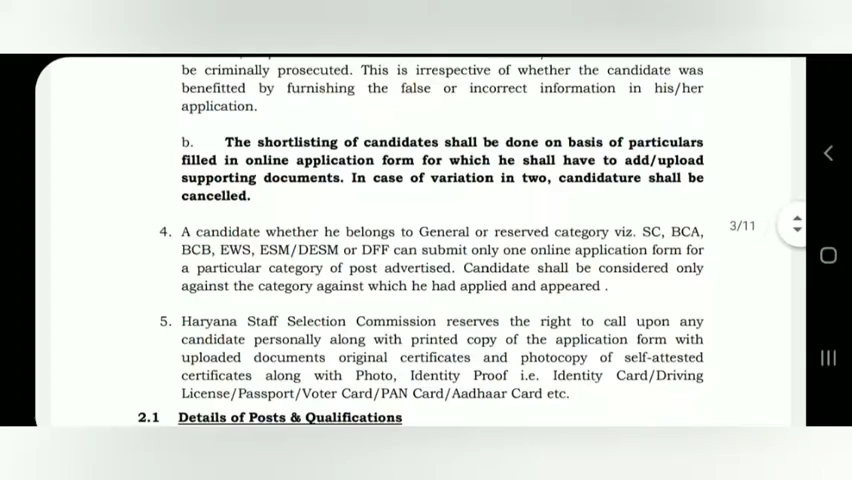 be criminally prosecuted. This is irrespective of whether the candidate was
benefitted by furnishing the false or incorrect information in his/her
application.
b. The shortlisting of candidates shall be done on basis of particulars
filled in online application form for which he shall have to add/upload
supporting documents. In case of variation in two, candidature shall be
cancelled.
4. A candidate whether he belongs to General or reserved category viz. SC, BCA,
BCB, EWS, ESM/DESM or DFF can submit only one online application form for
a particular category of post advertised. Candidate shall be considered only
against the category against which he had applied and appeared .
3/11
5. Haryana Staff Selection Commission reserves the right to call upon any
candidate personally along with printed copy of the application form with
uploaded documents original certificates and photocopy of self-attested
certificates along with Photo, Identity Proof i.e. Identity Card/Driving
License/Passport/Voter Card/PAN Card/Aadhaar Card etc.
2.1 Details of Posts & Qualifications